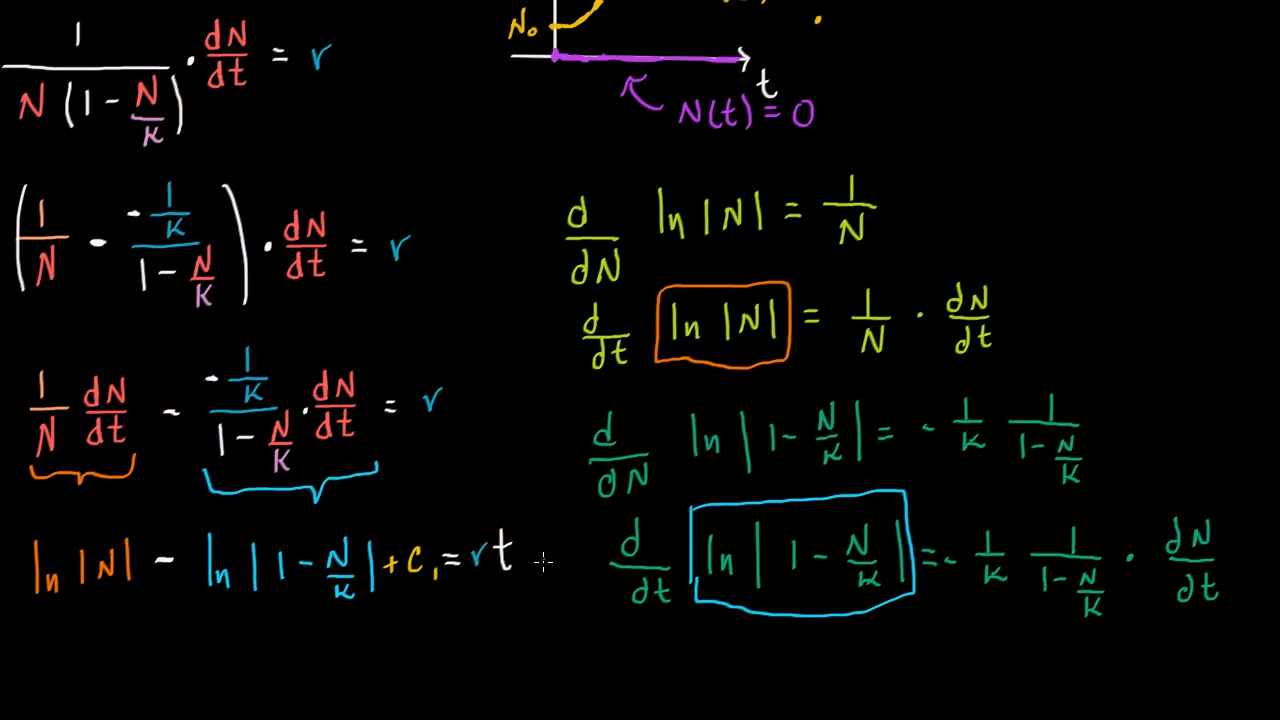 1/(N(1 - N/K)) · dN/dt = r
(1/N - (-1/K)/(1 - N/K)) · dN/dt = r
1/N dN/dt - (-1/K)/(1 - N/K) · dN/dt = r
ln |N| - ln |1 - N/K| + C₁ = rt
N₀
t
N(t) = 0
d/dN ln |N| = 1/N
d/dt ln |N| = 1/N · dN/dt
d/dN ln |1 - N/K| = - 1/K 1/(1 - N/K)
d/dt ln |1 - N/K| = - 1/K 1/(1 - N/K) · dN/dt